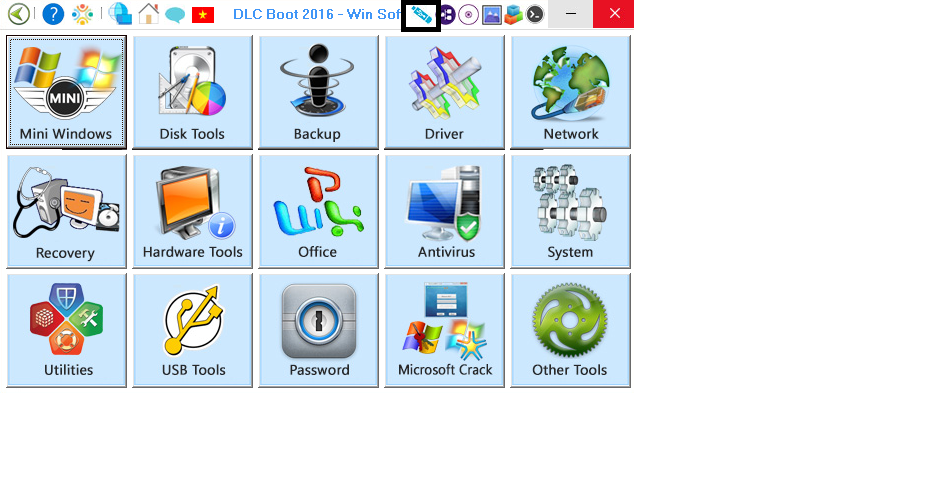 DLC Boot 2016 - Win Sof
MINI
Mini Windows
Disk Tools
Backup
Driver
Network
Recovery
Hardware Tools
Office
Antivirus
System
Utilities
USB Tools
Password
Microsoft Crack
Other Tools